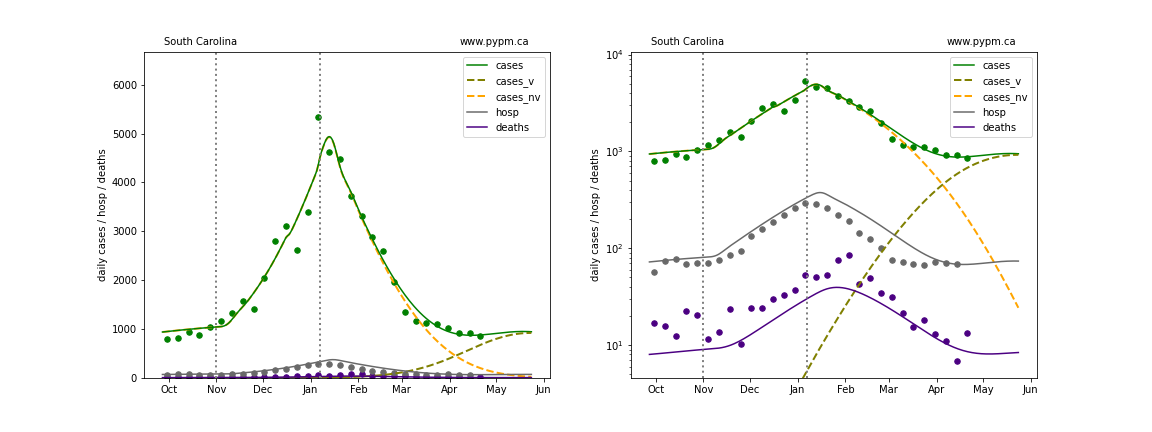 South Carolina www.pypm.ca
cases
cases_v
cases_nv
hosp
deaths
daily cases / hosp / deaths
6000
5000
4000
3000
2000
1000
0
Oct Nov Dec Jan Feb Mar Apr May Jun
South Carolina www.pypm.ca
cases
cases_v
cases_nv
hosp
deaths
daily cases / hosp / deaths
10⁴
10³
10²
10¹
Oct Nov Dec Jan Feb Mar Apr May Jun